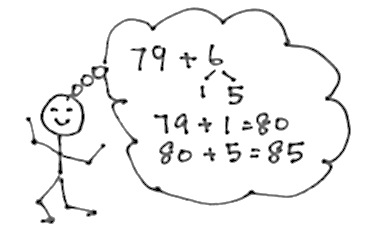 79 + 6
1 5
79 + 1 = 80
80 + 5 = 85